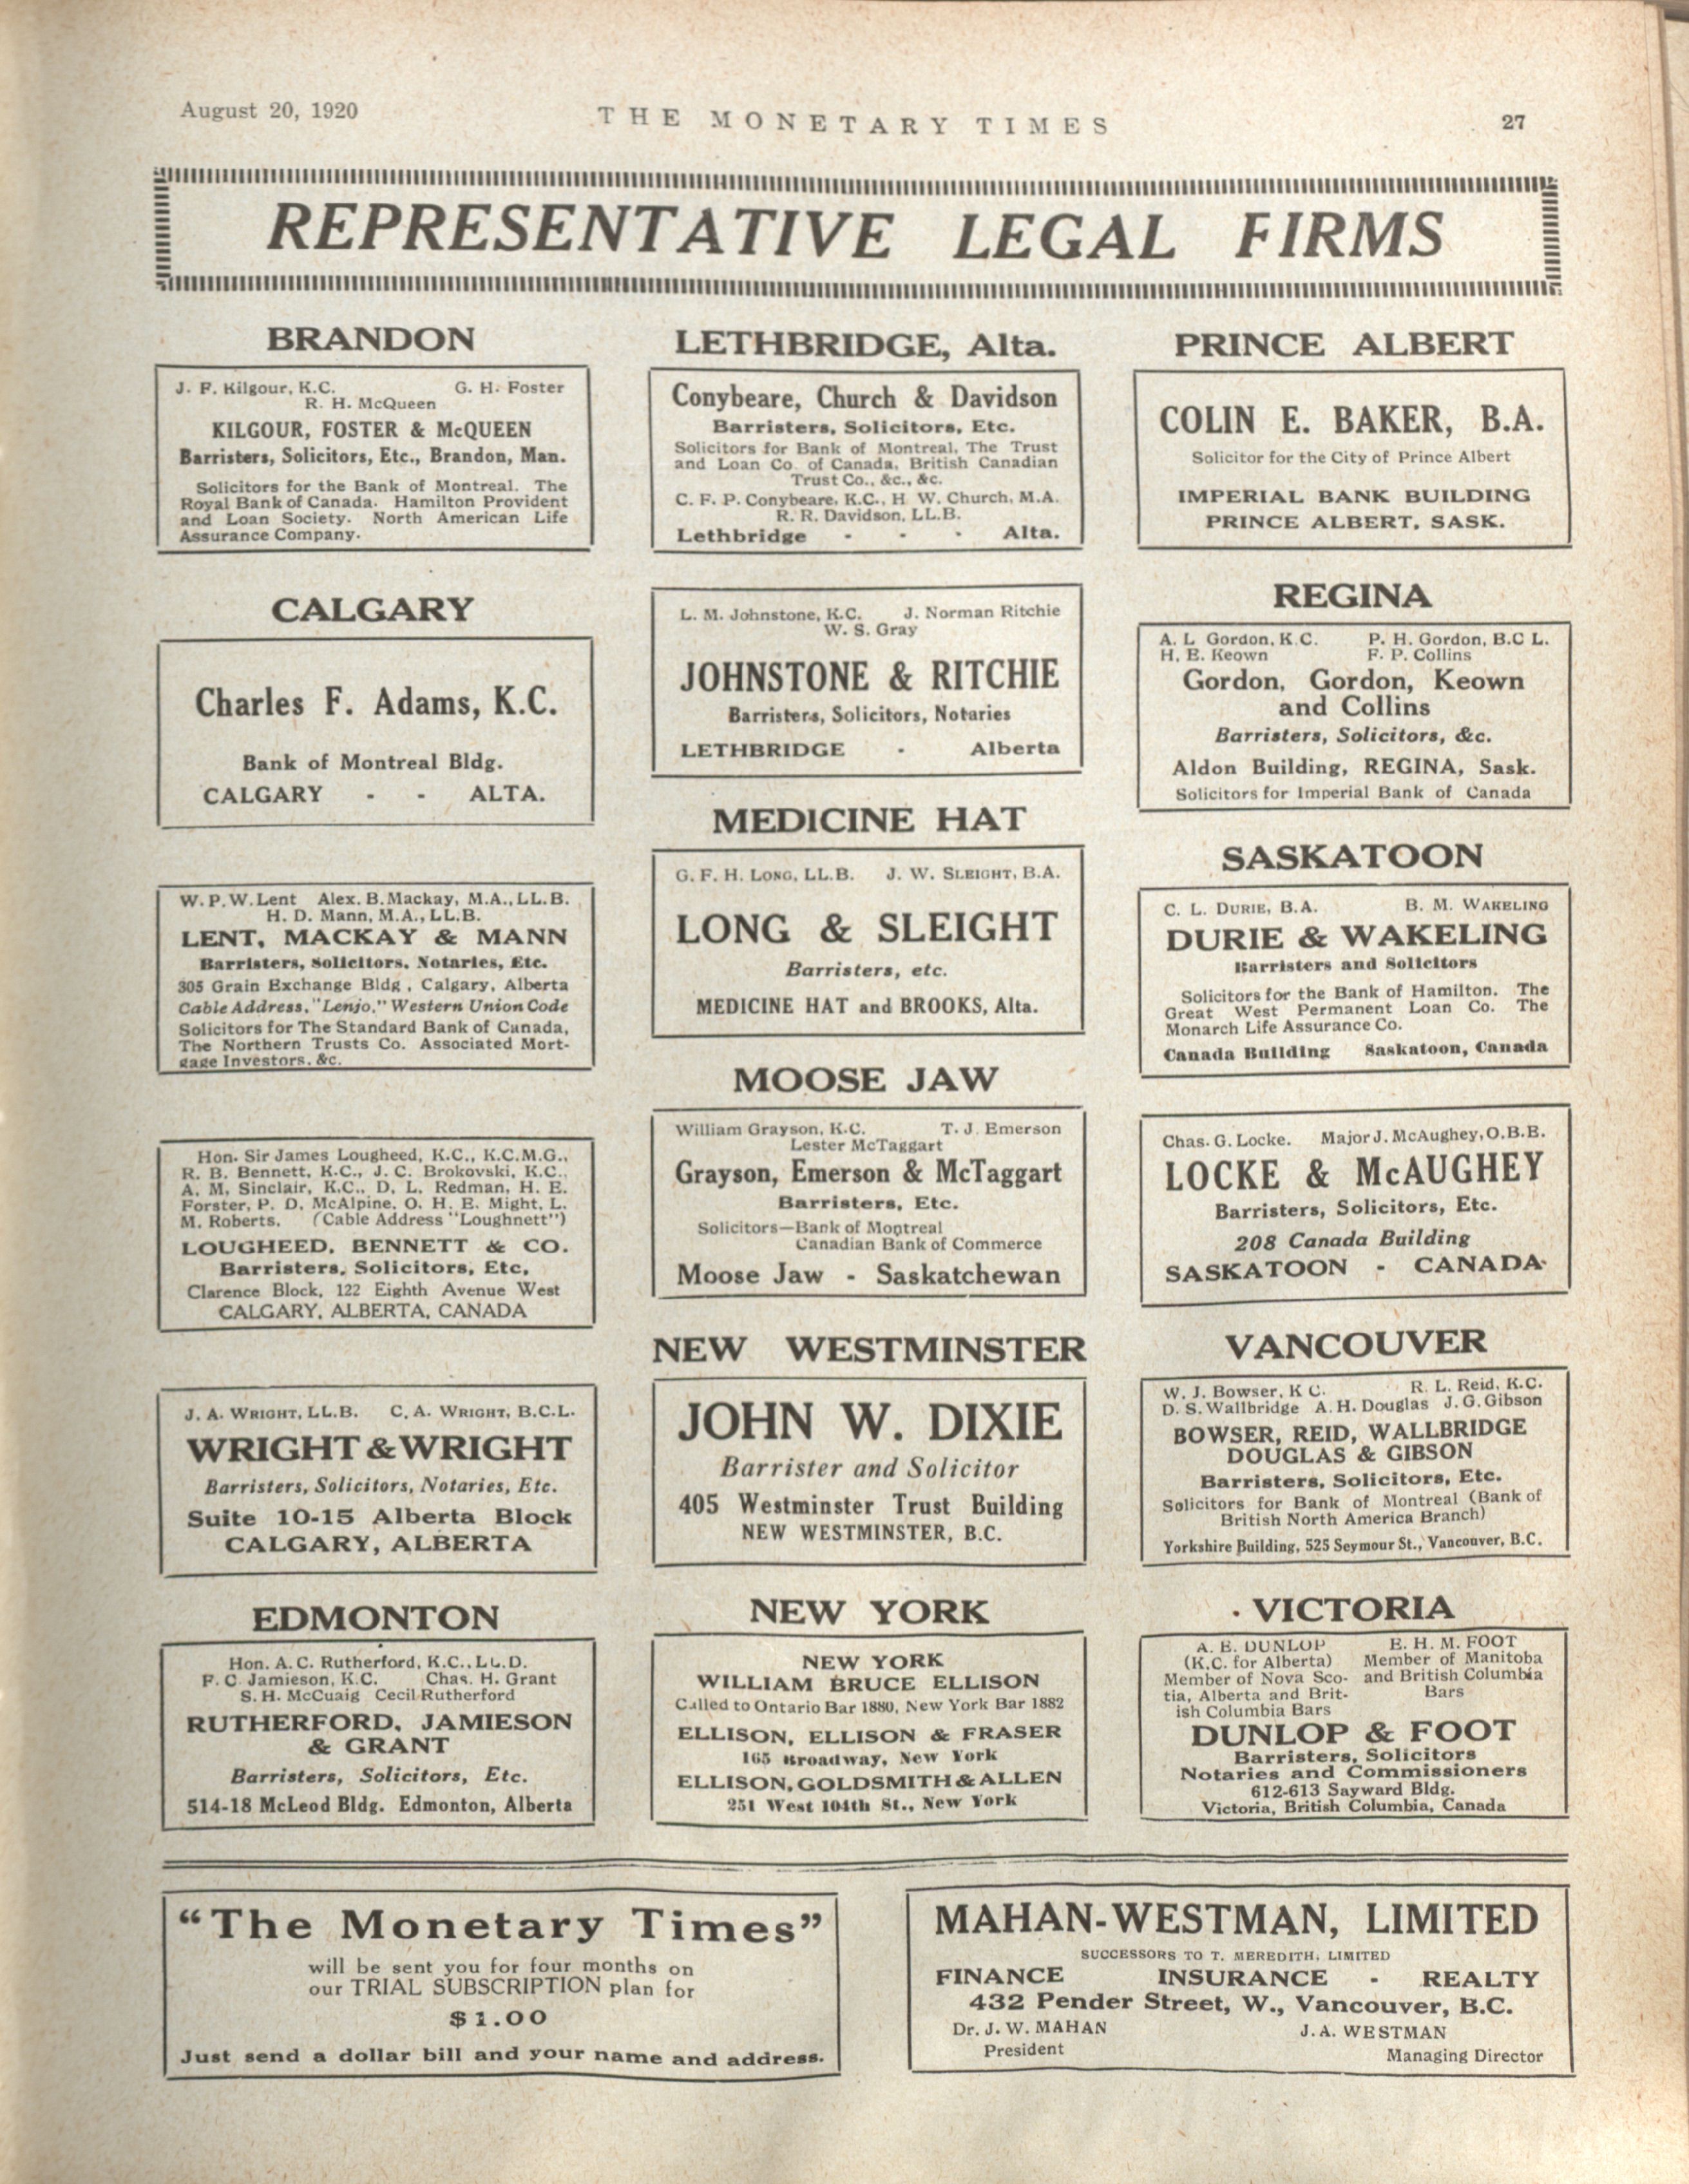 August 20, 1920
THE MONETARY TIMES
27
REPRESENTATIVE LEGAL FIRMS
BRANDON
J. F. Kilgour, K.C. G. H. Foster
R. H. McQueen
KILGOUR, FOSTER & McQUEEN
Barristers, Solicitors, Etc., Brandon, Man.
Solicitors for the Bank of Montreal. The
Royal Bank of Canada. Hamilton Provident
and Loan Society. North American Life
Assurance Company.
CALGARY
Charles F. Adams, K.C.
Bank of Montreal Bldg.
CALGARY - - ALTA.
W. P. W. Lent Alex. B. Mackay, M.A., LL.B.
H. D. Mann, M.A., LL.B.
LENT, MACKAY & MANN
Barristers, Solicitors, Notaries, Etc.
305 Grain Exchange Bldg., Calgary, Alberta
Cable Address, "Lenjo," Western Union Code
Solicitors for The Standard Bank of Canada,
The Northern Trusts Co. Associated Mort-
gage Investors, &c.
Hon. Sir James Lougheed, K.C., K.C.M.G.,
R. B. Bennett, K.C., J. C. Brokovski, K.C.,
A. M. Sinclair, K.C., D. L. Redman, H. E.
Forster, P. D. McAlpine, O. H. E. Might, L.
M. Roberts. (Cable Address "Loughnett")
LOUGHEED, BENNETT & CO.
Barristers, Solicitors, Etc,
Clarence Block, 122 Eighth Avenue West
CALGARY, ALBERTA, CANADA
J. A. WRIGHT, LL.B. C. A. WRIGHT, B.C.L.
WRIGHT & WRIGHT
Barristers, Solicitors, Notaries, Etc.
Suite 10-15 Alberta Block
CALGARY, ALBERTA
EDMONTON
Hon. A. C. Rutherford, K.C., LL.D.
F. C. Jamieson, K.C. Chas. H. Grant
S. H. McCuaig Cecil Rutherford
RUTHERFORD, JAMIESON
& GRANT
Barristers, Solicitors, Etc.
514-18 McLeod Bldg. Edmonton, Alberta
LETHBRIDGE, Alta.
Conybeare, Church & Davidson
Barristers, Solicitors, Etc.
Solicitors for Bank of Montreal, The Trust
and Loan Co. of Canada, British Canadian
Trust Co., &c., &c.
C. F. P. Conybeare, K.C., H W. Church, M.A.
R. R. Davidson, LL.B.
Lethbridge - - - Alta.
L. M. Johnstone, K.C. J. Norman Ritchie
W. S. Gray
JOHNSTONE & RITCHIE
Barristers, Solicitors, Notaries
LETHBRIDGE - Alberta
MEDICINE HAT
G. F. H. LONG, LL.B. J. W. SLEIGHT, B.A.
LONG & SLEIGHT
Barristers, etc.
MEDICINE HAT and BROOKS, Alta.
MOOSE JAW
William Grayson, K.C. T. J. Emerson
Lester McTaggart
Grayson, Emerson & McTaggart
Barristers, Etc.
Solicitors—Bank of Montreal
Canadian Bank of Commerce
Moose Jaw - Saskatchewan
NEW WESTMINSTER
JOHN W. DIXIE
Barrister and Solicitor
405 Westminster Trust Building
NEW WESTMINSTER, B.C.
NEW YORK
NEW YORK
WILLIAM BRUCE ELLISON
Called to Ontario Bar 1880, New York Bar 1882
ELLISON, ELLISON & FRASER
165 Broadway, New York
ELLISON, GOLDSMITH & ALLEN
251 West 104th St., New York
PRINCE ALBERT
COLIN E. BAKER, B.A.
Solicitor for the City of Prince Albert
IMPERIAL BANK BUILDING
PRINCE ALBERT, SASK.
REGINA
A. L. Gordon, K.C. P. H. Gordon, B.C L.
H. E. Keown F. P. Collins
Gordon, Gordon, Keown
and Collins
Barristers, Solicitors, &c.
Aldon Building, REGINA, Sask.
Solicitors for Imperial Bank of Canada
SASKATOON
C. L. DURIE, B.A. B. M. WAKELING
DURIE & WAKELING
Barristers and Solicitors
Solicitors for the Bank of Hamilton. The
Great West Permanent Loan Co. The
Monarch Life Assurance Co.
Canada Building Saskatoon, Canada
Chas. G. Locke. Major J. McAughey, O.B.E.
LOCKE & McAUGHEY
Barristers, Solicitors, Etc.
208 Canada Building
SASKATOON - CANADA
VANCOUVER
W. J. Bowser, K C. R. L. Reid, K.C.
D. S. Wallbridge A. H. Douglas J. G. Gibson
BOWSER, REID, WALLBRIDGE
DOUGLAS & GIBSON
Barristers, Solicitors, Etc.
Solicitors for Bank of Montreal (Bank of
British North America Branch)
Yorkshire Building, 525 Seymour St., Vancouver, B.C.
VICTORIA
A. E. DUNLOP E. H. M. FOOT
(K.C. for Alberta) Member of Manitoba
Member of Nova Sco- and British Columbia
tia, Alberta and Brit- Bars
ish Columbia Bars
DUNLOP & FOOT
Barristers, Solicitors
Notaries and Commissioners
612-613 Sayward Bldg.
Victoria, British Columbia, Canada
"The Monetary Times"
will be sent you for four months on
our TRIAL SUBSCRIPTION plan for
$1.00
Just send a dollar bill and your name and address.
MAHAN-WESTMAN, LIMITED
SUCCESSORS TO T. MEREDITH, LIMITED
FINANCE INSURANCE - REALTY
432 Pender Street, W., Vancouver, B.C.
Dr. J. W. MAHAN J. A. WESTMAN
President Managing Director